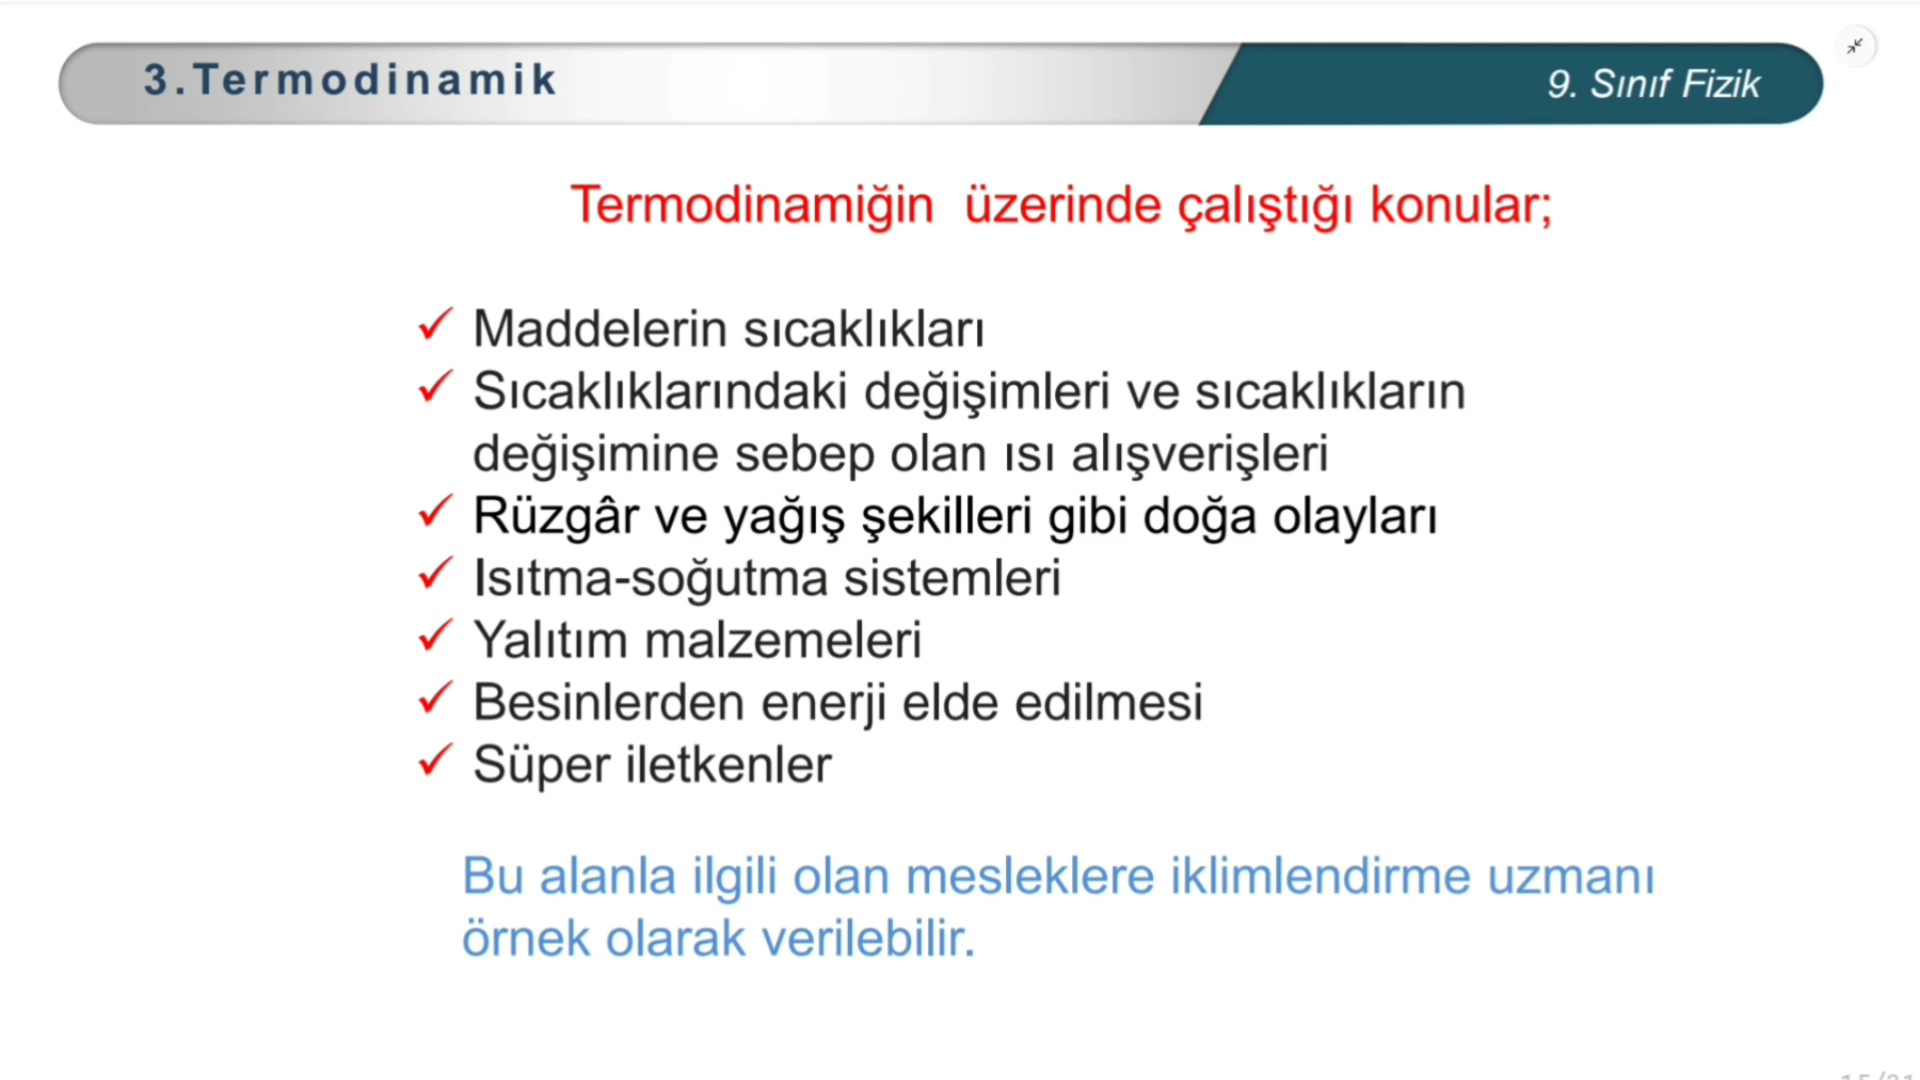 3.Termodinamik
9. Sınıf Fizik
Termodinamiğin üzerinde çalıştığı konular;
✓ Maddelerin sıcaklıkları
✓ Sıcaklıklarındaki değişimleri ve sıcaklıkların
değişimine sebep olan ısı alışverişleri
✓ Rüzgâr ve yağış şekilleri gibi doğa olayları
✓ Isıtma-soğutma sistemleri
✓ Yalıtım malzemeleri
✓ Besinlerden enerji elde edilmesi
✓ Süper iletkenler
Bu alanla ilgili olan mesleklere iklimlendirme uzmanı
örnek olarak verilebilir.